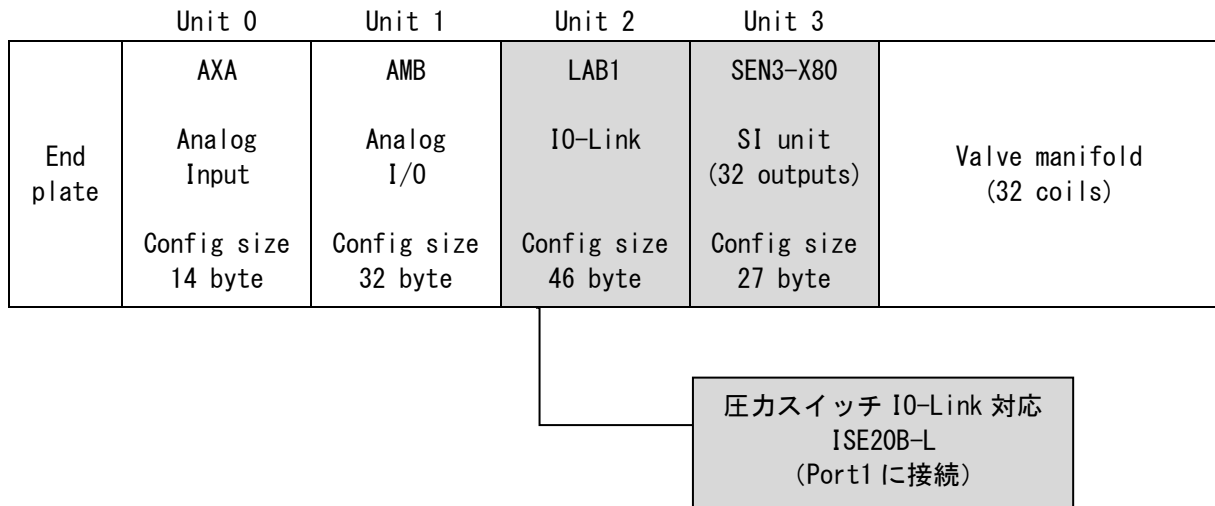 Unit 0 Unit 1 Unit 2 Unit 3
End
plate
AXA
Analog
Input
Config size
14 byte
AMB
Analog
I/O
Config size
32 byte
LAB1
IO-Link
Config size
46 byte
SEN3-X80
SI unit
(32 outputs)
Config size
27 byte
Valve manifold
(32 coils)
圧力スイッチ IO-Link 対応
ISE20B-L
(Port1 に接続)